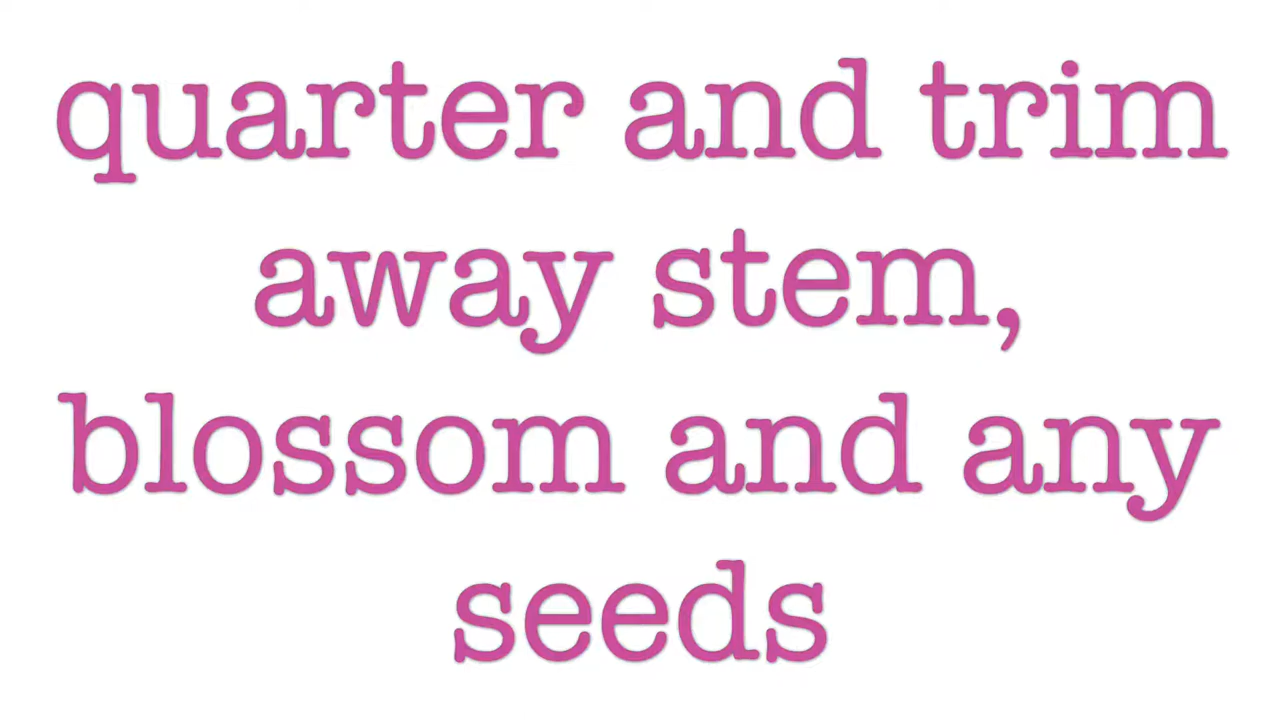 quarter and trim
away stem,
blossom and any
seeds